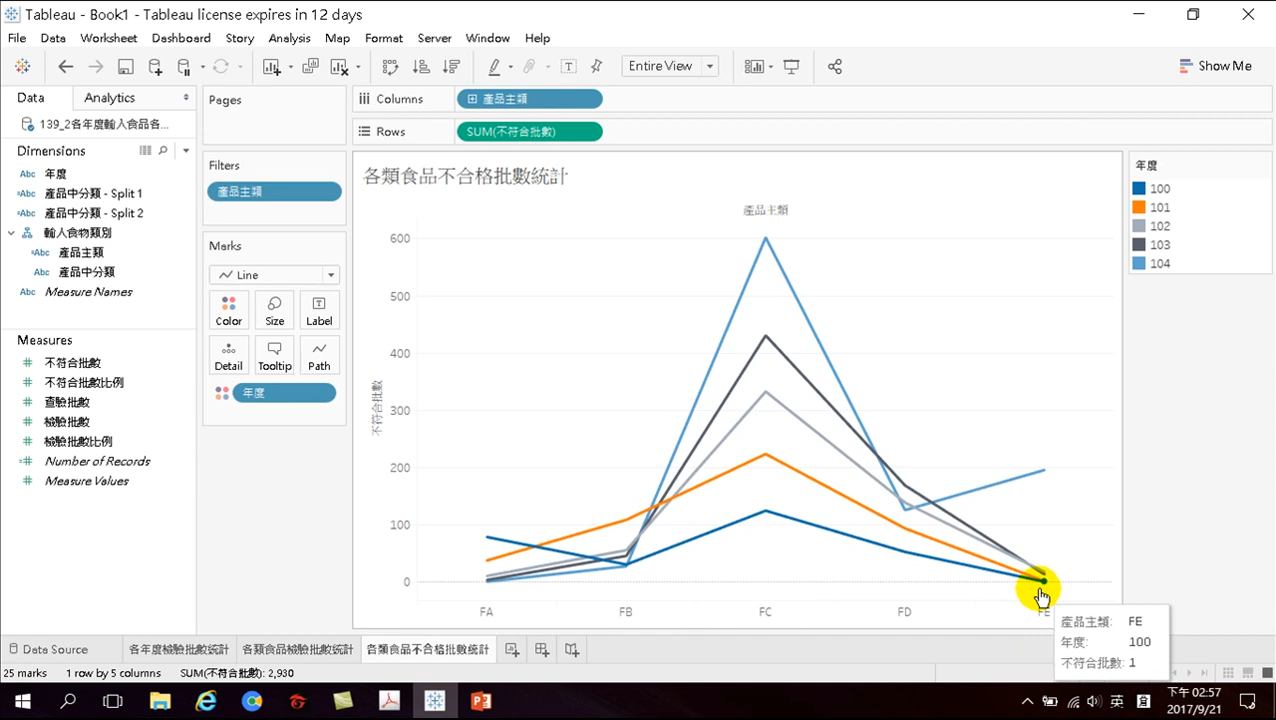 Tableau - Book1 - Tableau license expires in 12 days
File Data Worksheet Dashboard Story Analysis Map Format Server Window Help
Entire View
Show Me
Data Analytics
139_2各年度輸入食品各...
Dimensions
Abc 年度
Abc 產品中分類 - Split 1
Abc 產品中分類 - Split 2
輸入食物類別
Abc 產品主類
Abc 產品中分類
Abc Measure Names
Measures
不符合批數
不符合批數比例
查驗批數
檢驗批數
檢驗批數比例
Number of Records
Measure Values
Pages
Filters
產品主類
Marks
Line
Color Size Label
Detail Tooltip Path
年度
Columns 產品主類
Rows SUM(不符合批數)
各類食品不合格批數統計
產品主類
不符合批數
600
500
400
300
200
100
0
FA FB FC FD FE
年度
100
101
102
103
104
產品主類: FE
年度: 100
不符合批數: 1
Data Source 各年度檢驗批數統計 各類食品檢驗批數統計 各類食品不合格批數統計
25 marks 1 row by 5 columns SUM(不符合批數): 2,930
英
下午 02:57
2017/9/21